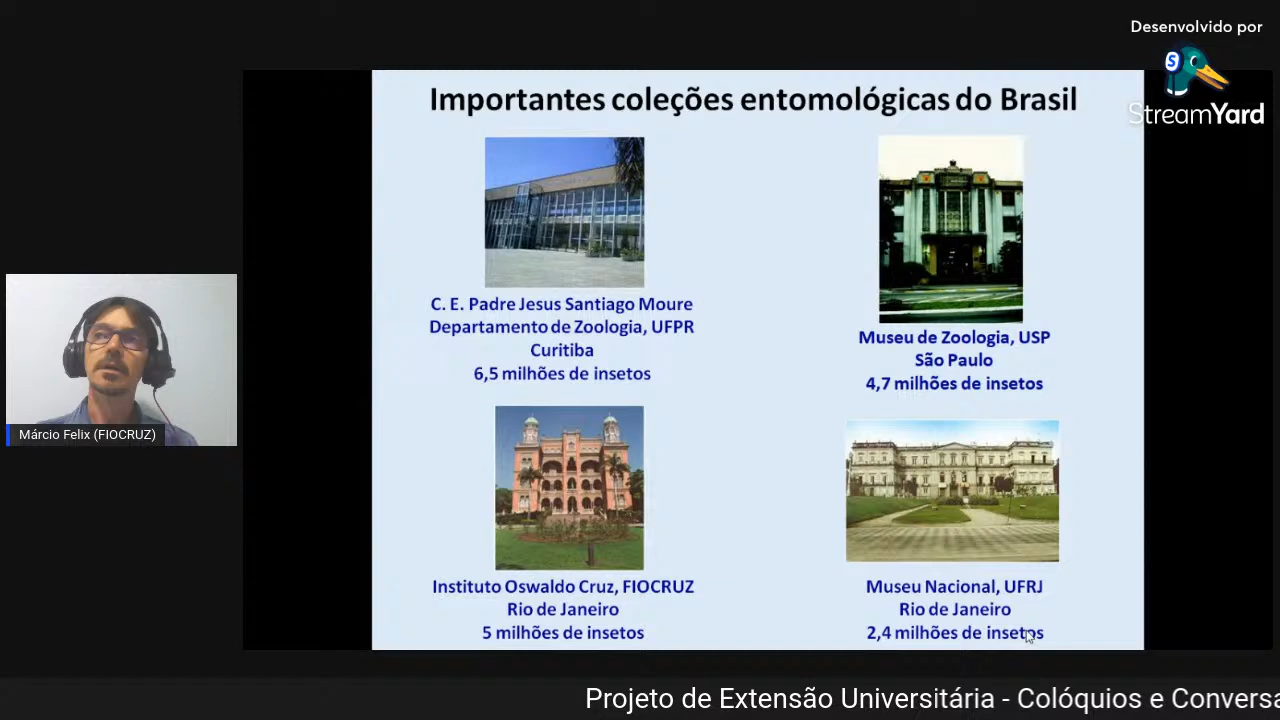 Desenvolvido por
StreamYard
Importantes coleções entomológicas do Brasil
C. E. Padre Jesus Santiago Moure
Departamento de Zoologia, UFPR
Curitiba
6,5 milhões de insetos
Museu de Zoologia, USP
São Paulo
4,7 milhões de insetos
Márcio Felix (FIOCRUZ)
Instituto Oswaldo Cruz, FIOCRUZ
Rio de Janeiro
5 milhões de insetos
Museu Nacional, UFRJ
Rio de Janeiro
2,4 milhões de insetos
Projeto de Extensão Universitária - Colóquios e Conversa